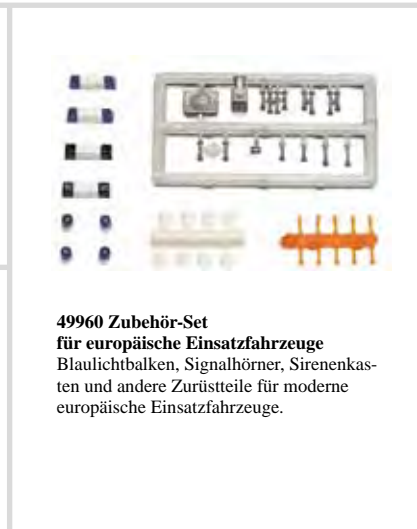 49960 Zubehör-Set
für europäische Einsatzfahrzeuge
Blaulichtbalken, Signalhörner, Sirenenkas-
ten und andere Zurüstteile für moderne
europäische Einsatzfahrzeuge.